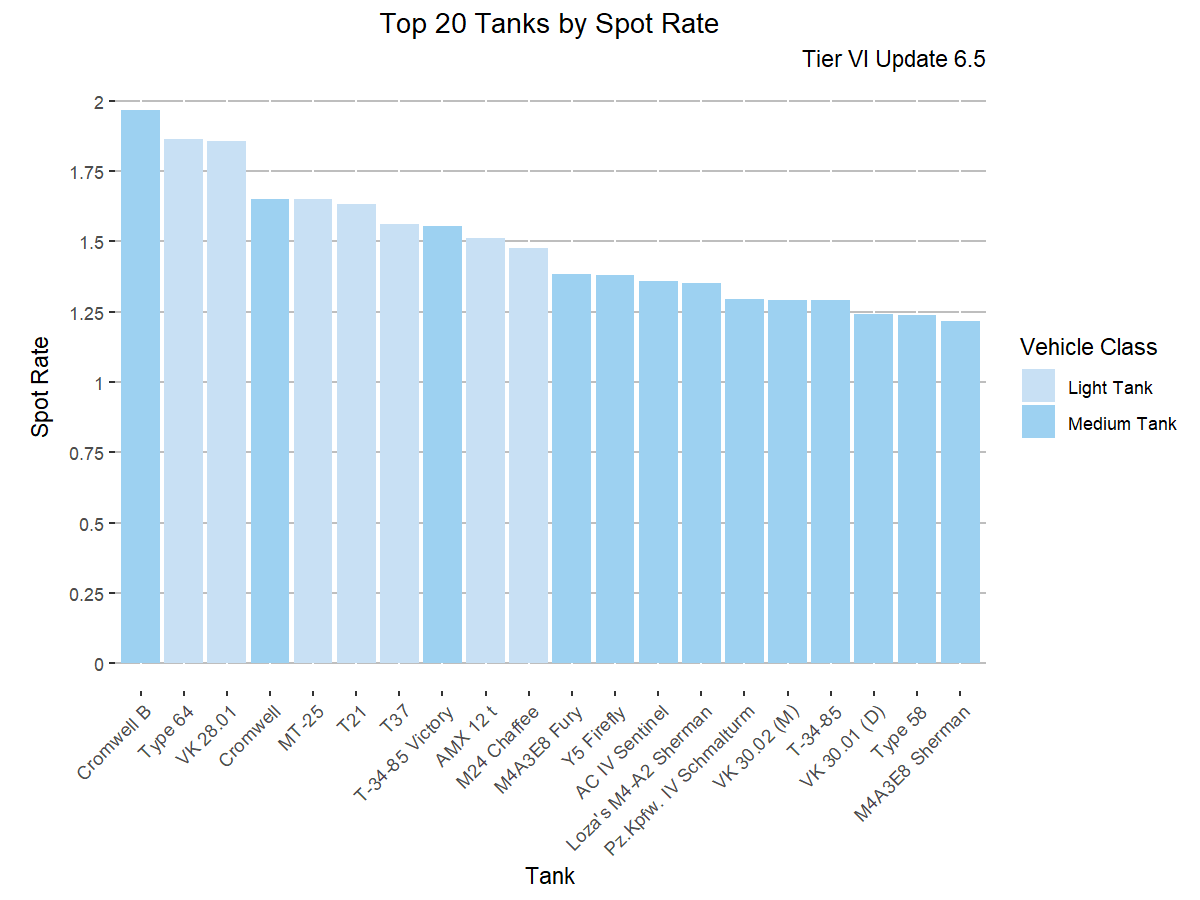 Top 20 Tanks by Spot Rate
Tier VI Update 6.5
2
1.75
1.5
1.25
1
0.75
0.5
0.25
0
Spot Rate
Cromwell B
Type 64
VK 28.01
Cromwell
MT-25
T21
T37
T-34-85 Victory
AMX 12 t
M24 Chaffee
M4A3E8 Fury
Y5 Firefly
AC IV Sentinel
Loza's M4-A2 Sherman
Pz.Kpfw. IV Schmalturm
VK 30.02 (M)
T-34-85
VK 30.01 (D)
Type 58
M4A3E8 Sherman
Tank
Vehicle Class
Light Tank
Medium Tank